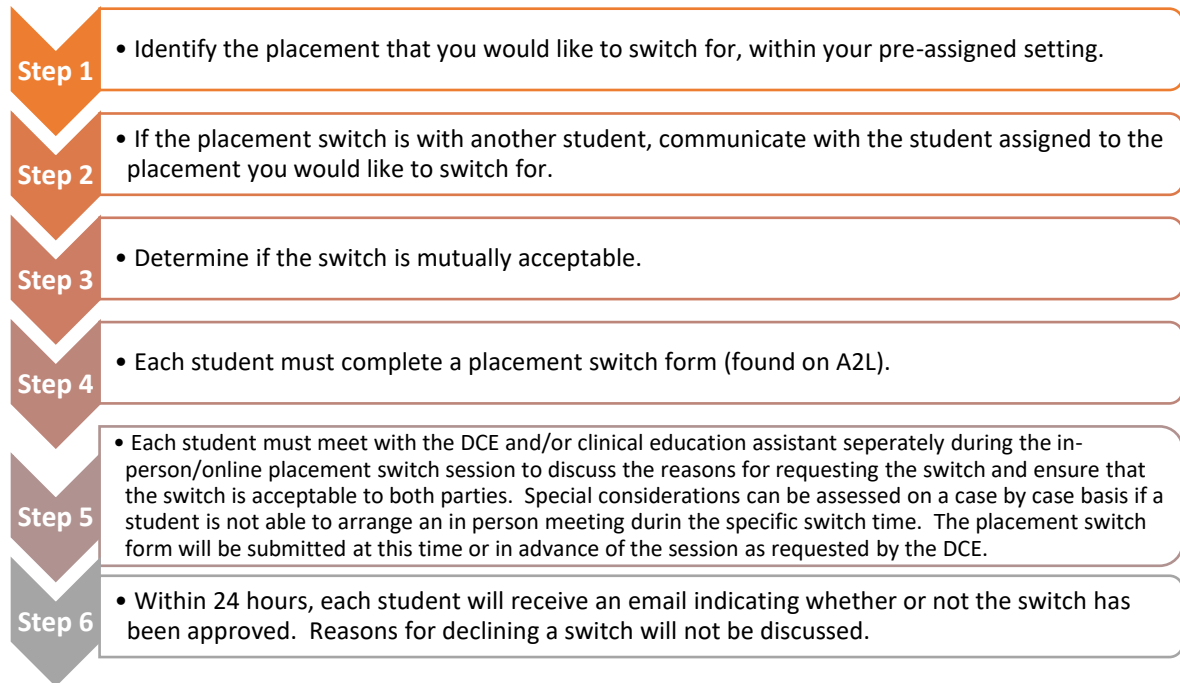 Step 1
• Identify the placement that you would like to switch for, within your pre-assigned setting.
Step 2
• If the placement switch is with another student, communicate with the student assigned to the
placement you would like to switch for.
Step 3
• Determine if the switch is mutually acceptable.
Step 4
• Each student must complete a placement switch form (found on A2L).
Step 5
• Each student must meet with the DCE and/or clinical education assistant seperately during the in-
person/online placement switch session to discuss the reasons for requesting the switch and ensure that
the switch is acceptable to both parties.  Special considerations can be assessed on a case by case basis if a
student is not able to arrange an in person meeting durin the specific switch time.  The placement switch
form will be submitted at this time or in advance of the session as requested by the DCE.
Step 6
• Within 24 hours, each student will receive an email indicating whether or not the switch has
been approved.  Reasons for declining a switch will not be discussed.